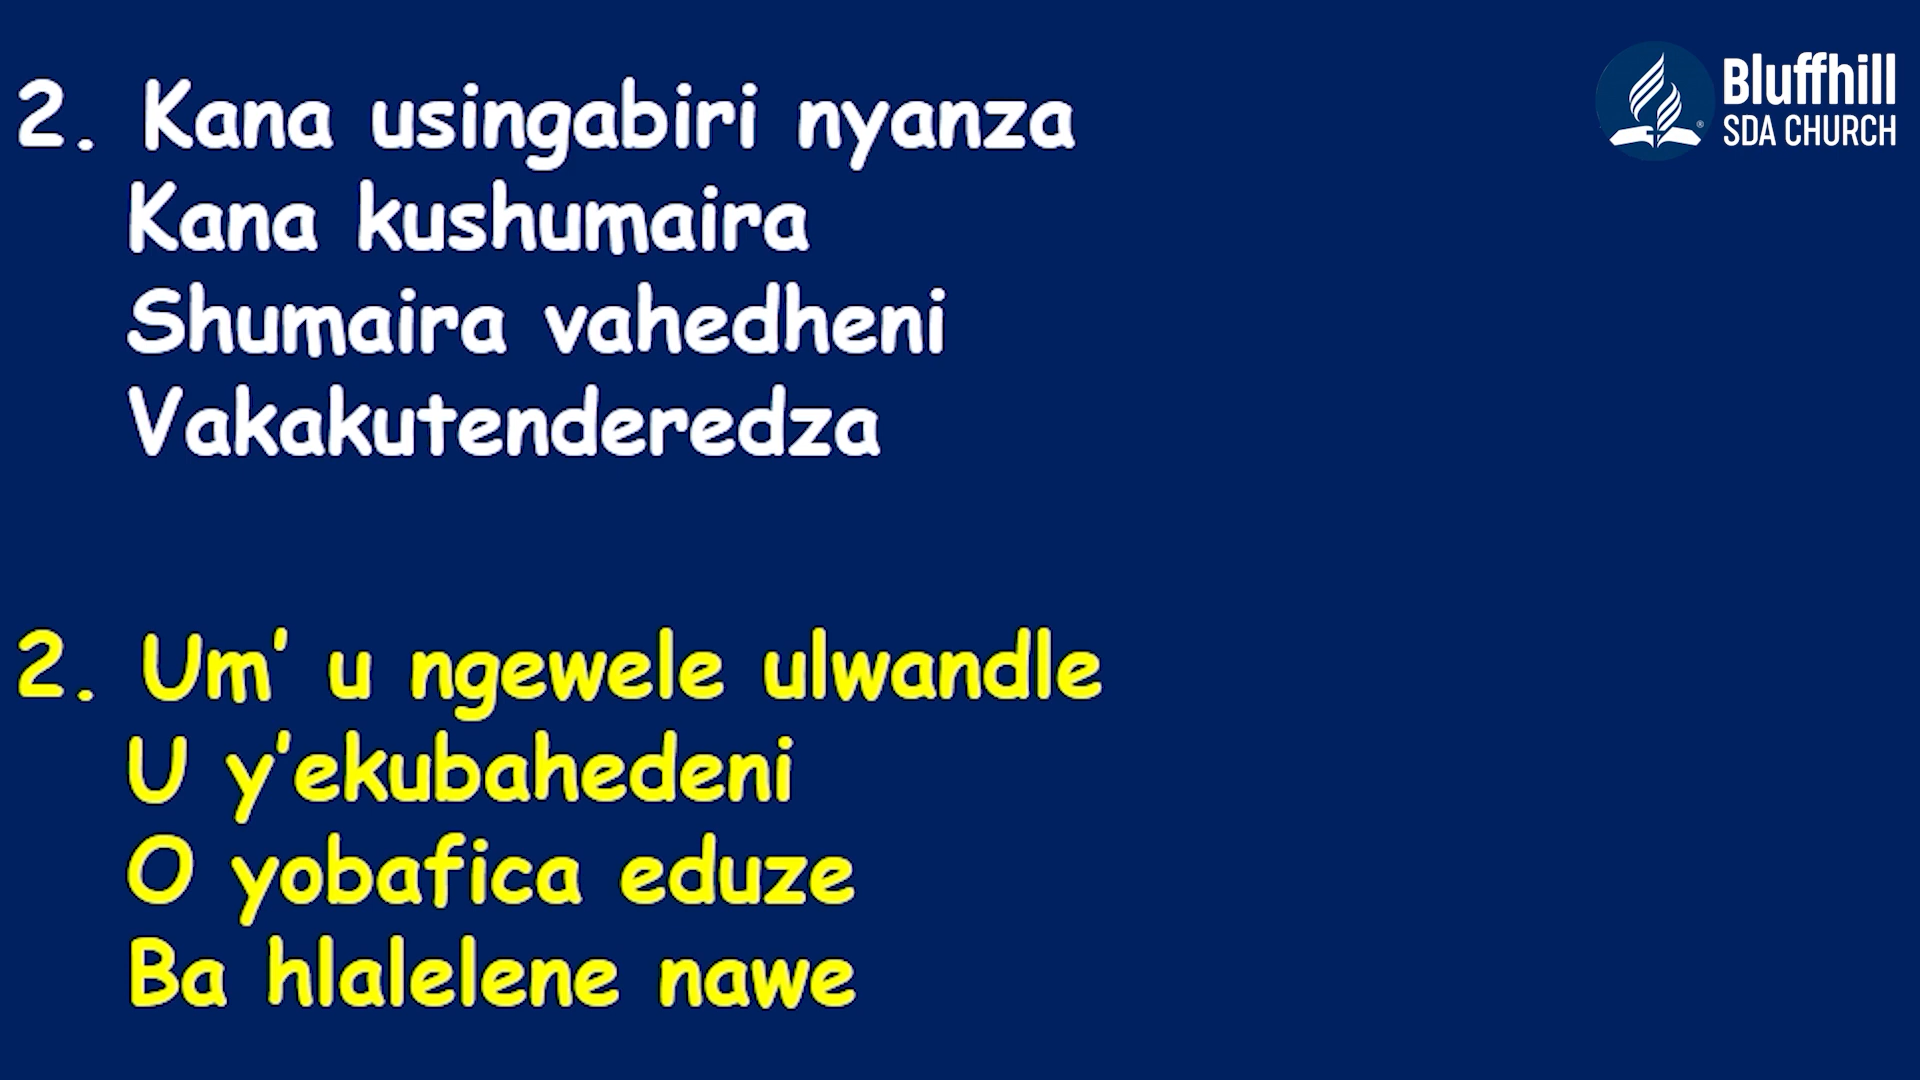 2. Kana usingabiri nyanza
Kana kushumaira
Shumaira vahedheni
Vakakutenderedza
2. Um' u ngewele ulwandle
U y'ekubahedeni
O yobafica eduze
Ba hlalelene nawe
Bluffhill
SDA CHURCH